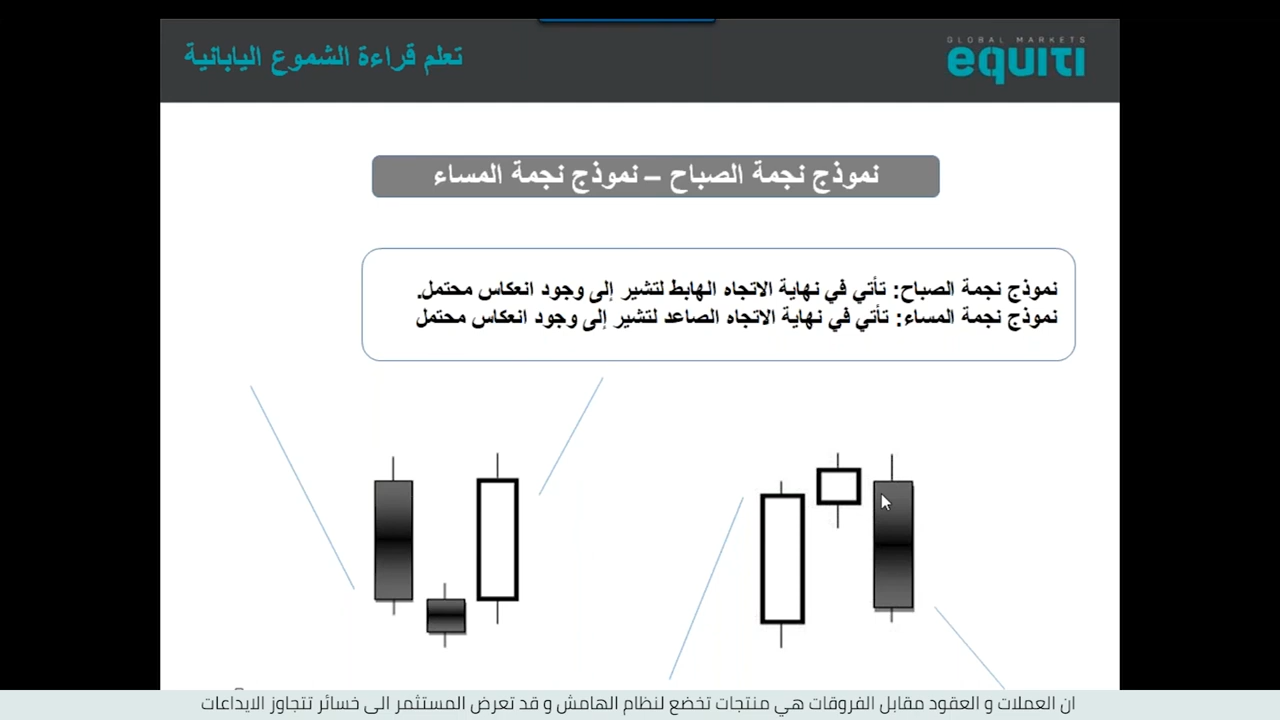 تعلم قراءة الشموع اليابانية
GLOBAL MARKETS
equiti
نموذج نجمة الصباح – نموذج نجمة المساء
نموذج نجمة الصباح: تأتي في نهاية الاتجاه الهابط لتشير إلى وجود انعكاس محتمل.
نموذج نجمة المساء: تأتي في نهاية الاتجاه الصاعد لتشير إلى وجود انعكاس محتمل
ان العملات و العقود مقابل الفروقات هي منتجات تخضع لنظام الهامش و قد تعرض المستثمر الى خسائر تتجاوز الايداعات